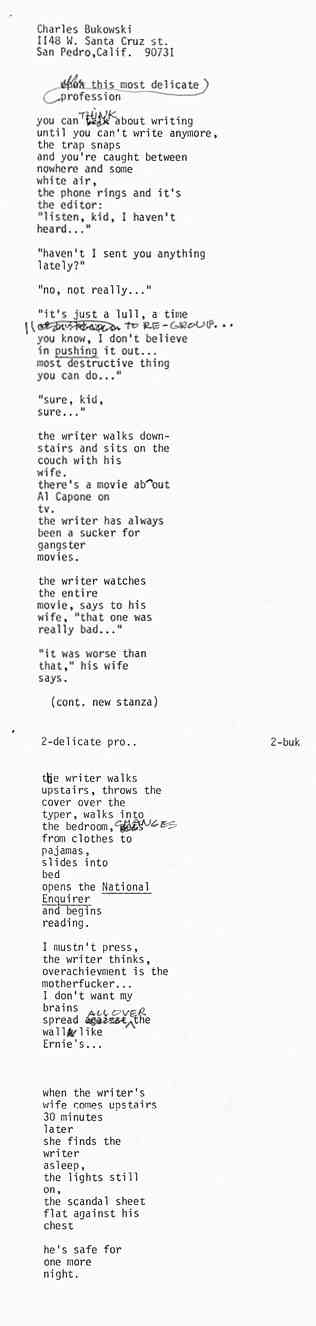 Charles Bukowski
1148 W. Santa Cruz st.
San Pedro,Calif. 90731
upon this most delicate
profession
you can THINK about writing
until you can't write anymore,
the trap snaps
and you're caught between
nowhere and some
white air,
the phone rings and it's
the editor:
"listen, kid, I haven't
heard..."
"haven't I sent you anything
lately?"
"no, not really..."
"it's just a lull, a time
TO RE-GROUP...
you know, I don't believe
in pushing it out...
most destructive thing
you can do..."
"sure, kid,
sure..."
the writer walks down-
stairs and sits on the
couch with his
wife.
there's a movie about
Al Capone on
tv.
the writer has always
been a sucker for
gangster
movies.
the writer watches
the entire
movie, says to his
wife, "that one was
really bad..."
"it was worse than
that," his wife
says.
(cont. new stanza)
2-delicate pro.. 2-buk
the writer walks
upstairs, throws the
cover over the
typer, walks into
the bedroom, CHANGES
from clothes to
pajamas,
slides into
bed
opens the National
Enquirer
and begins
reading.
I mustn't press,
the writer thinks,
overachievment is the
motherfucker...
I don't want my
brains
spread ALL OVER the
wall like
Ernie's...
when the writer's
wife comes upstairs
30 minutes
later
she finds the
writer
asleep,
the lights still
on,
the scandal sheet
flat against his
chest
he's safe for
one more
night.